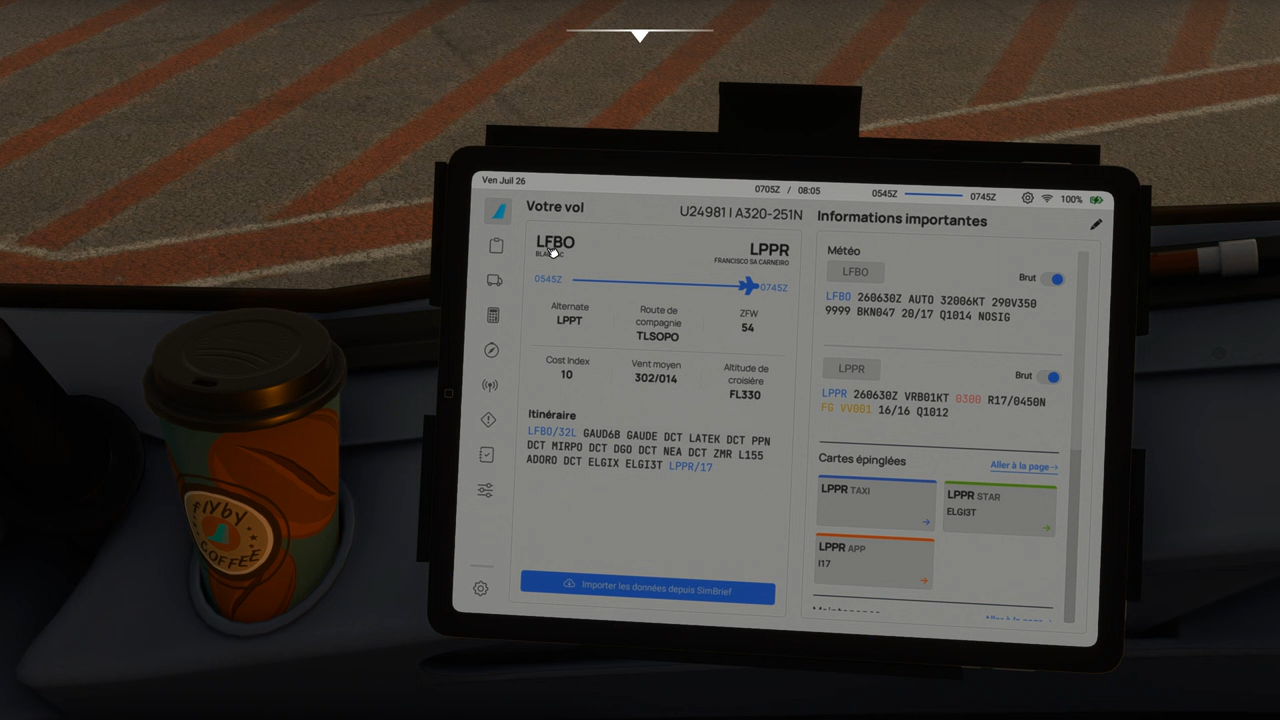 Ven Juil 26
0705Z / 08:05
0545Z
0745Z
100%
Votre vol
U24981 | A320-251N
LFBO
LPPR
FRANCISCO SA CARNEIRO
0545Z
0745Z
Alternate
LPPT
Route de
compagnie
TLSOPO
ZFW
54
Cost Index
10
Vent moyen
302/014
Altitude de
croisière
FL330
Itinéraire
LFBO/32L GAUD6B GAUDE DCT LATEK DCT PPN
DCT MIRPO DCT DGO DCT NEA DCT ZMR L155
ADORO DCT ELGIX ELGI3T LPPR/17
Importer les données depuis SimBrief
Informations importantes
Météo
LFBO
Brut
LFBO 260630Z AUTO 32006KT 290V350
9999 BKN047 20/17 Q1014 NOSIG
LPPR
Brut
LPPR 260630Z VRB01KT 0300 R17/0450N
FG VV001 16/16 Q1012
Cartes épinglées
Aller à la page
LPPR TAXI
LPPR STAR
ELGI3T
LPPR APP
I17
flyby
COFFEE